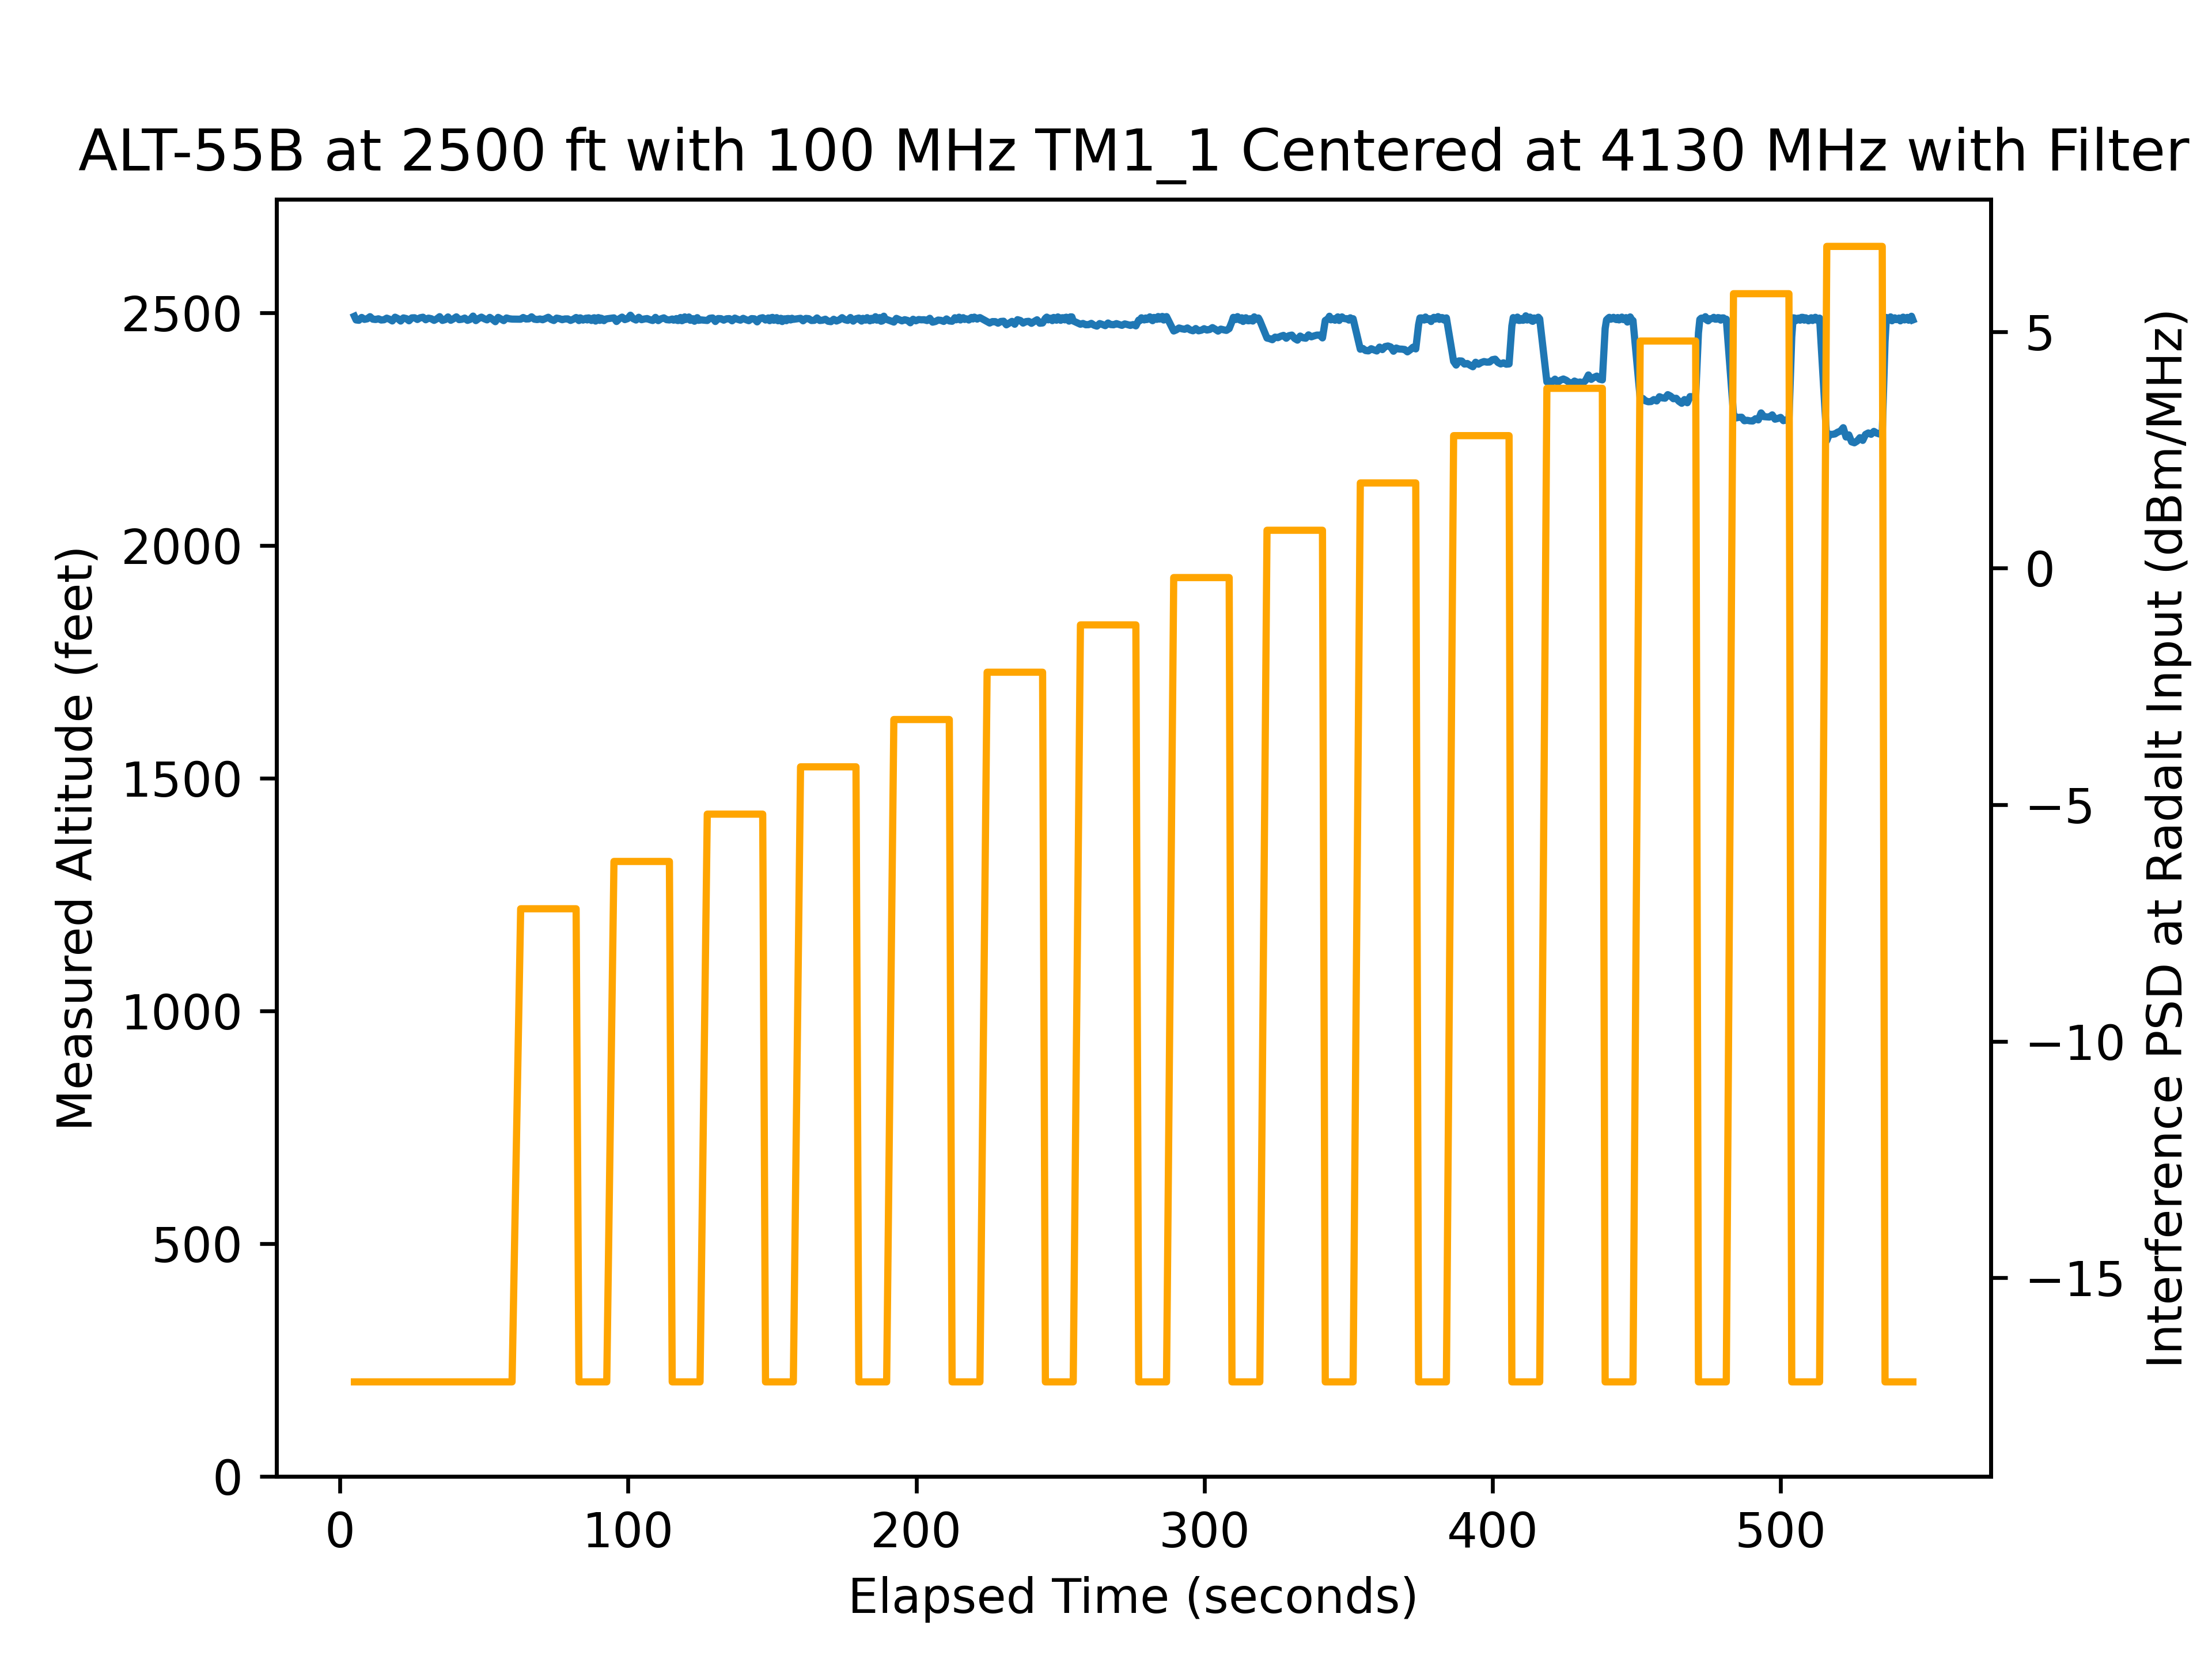 ALT-55B at 2500 ft with 100 MHz TM1_1 Centered at 4130 MHz with Filter
Measured Altitude (feet)
2500
2000
1500
1000
500
0
5
0
−5
−10
−15
Interference PSD at Radalt Input (dBm/MHz)
0 100 200 300 400 500
Elapsed Time (seconds)